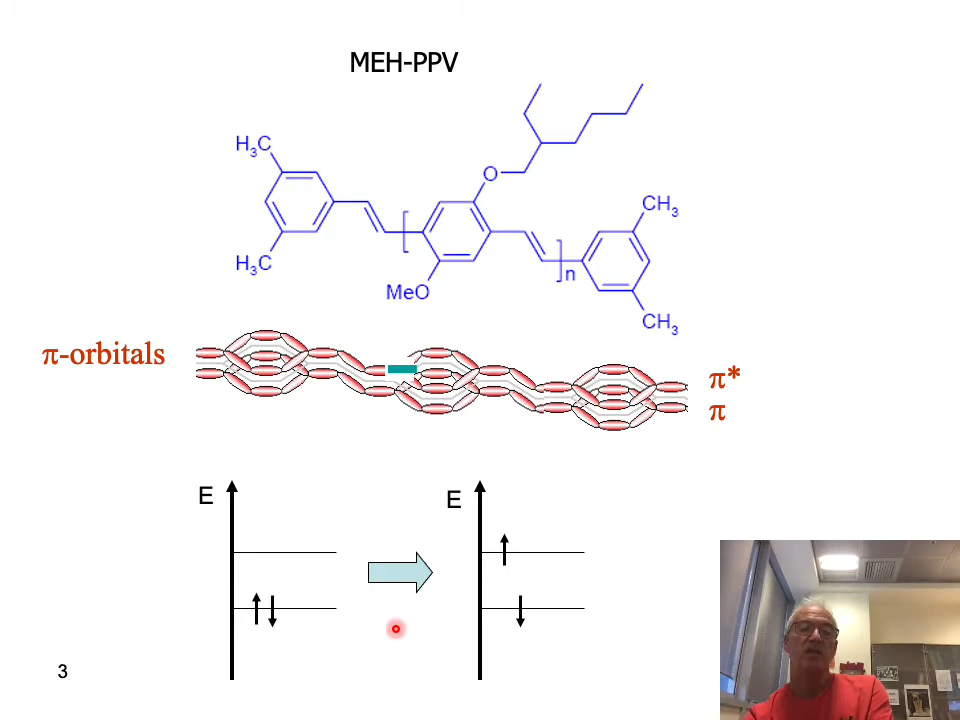 MEH-PPV
H₃C
O
CH₃
H₃C
n
MeO
CH₃
π-orbitals
π*
π
E
E
3